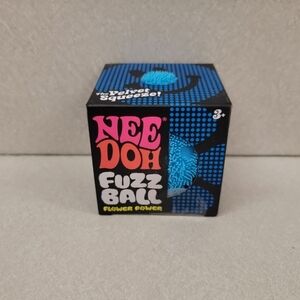 The Velvet
Squeeze!
3+
NEE
DOH
FUZZ
BALL
FLOWER POWER